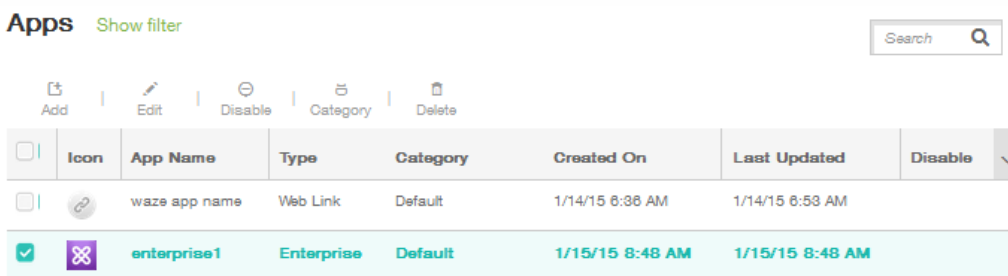 Apps Show filter
Search
Add Edit Disable Category Delete
Icon App Name Type Category Created On Last Updated Disable
waze app name Web Link Default 1/14/15 6:36 AM 1/14/15 6:53 AM
enterprise1 Enterprise Default 1/15/15 8:48 AM 1/15/15 8:48 AM